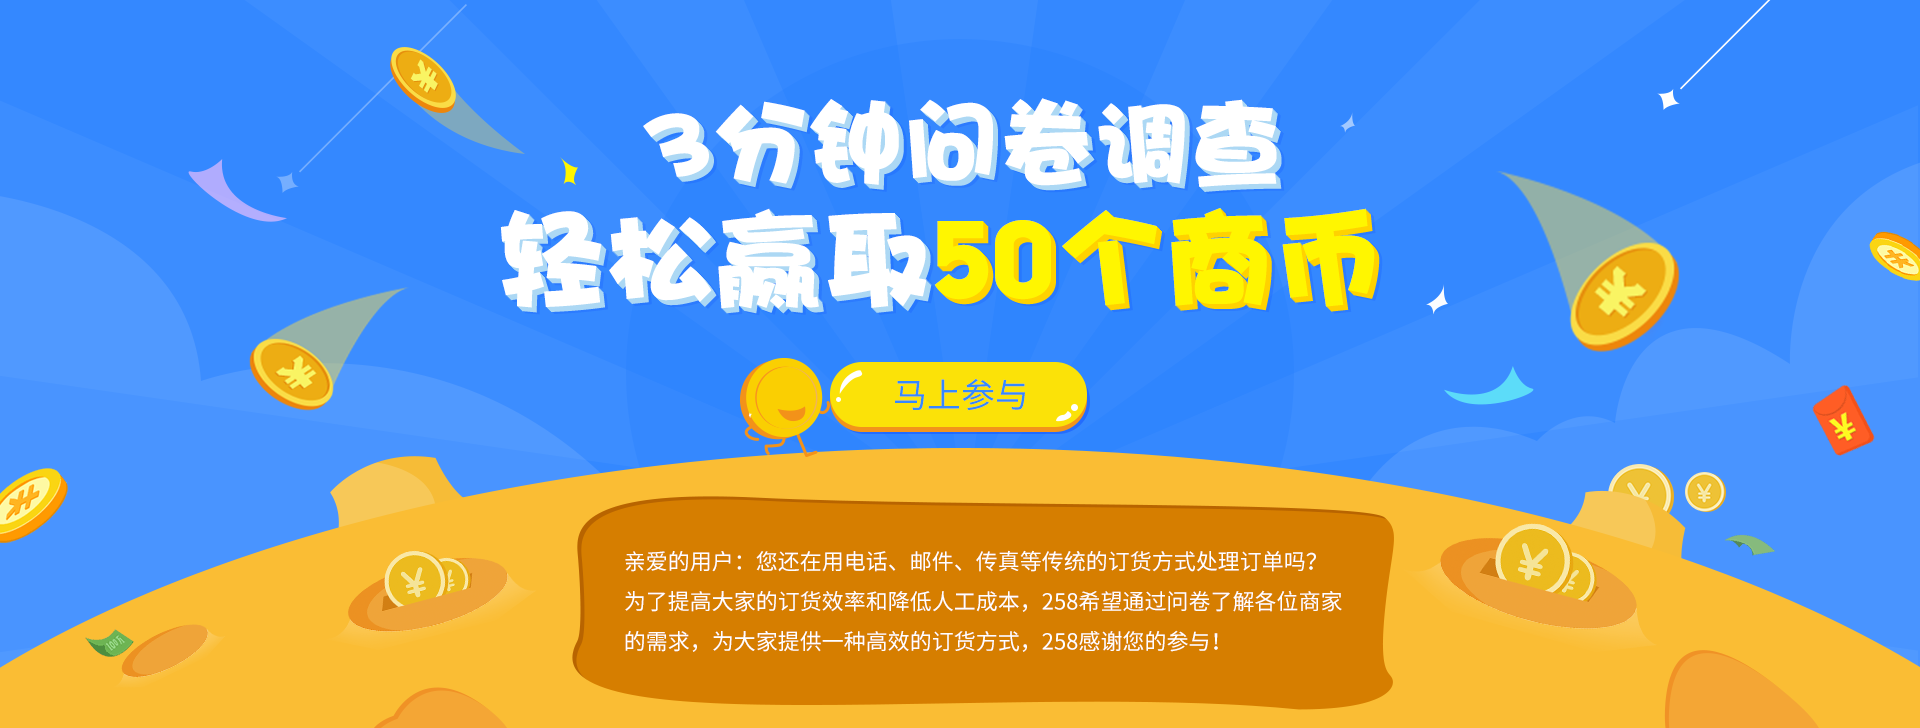 3分钟问卷调查
轻松赢取50个商币
马上参与
亲爱的用户：您还在用电话、邮件、传真等传统的订货方式处理订单吗？
为了提高大家的订货效率和降低人工成本，258希望通过问卷了解各位商家
的需求，为大家提供一种高效的订货方式，258感谢您的参与！
¥
¥
¥
¥
¥
¥
¥
¥
¥
¥
¥
¥
100%